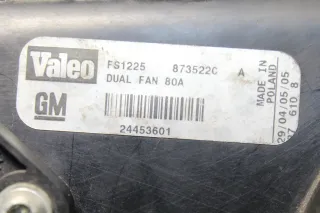 Valeo
FS1225 873522C A
DUAL FAN 80A
GM
24453601
MADE IN
POLAND
29/04/05/05
610 8